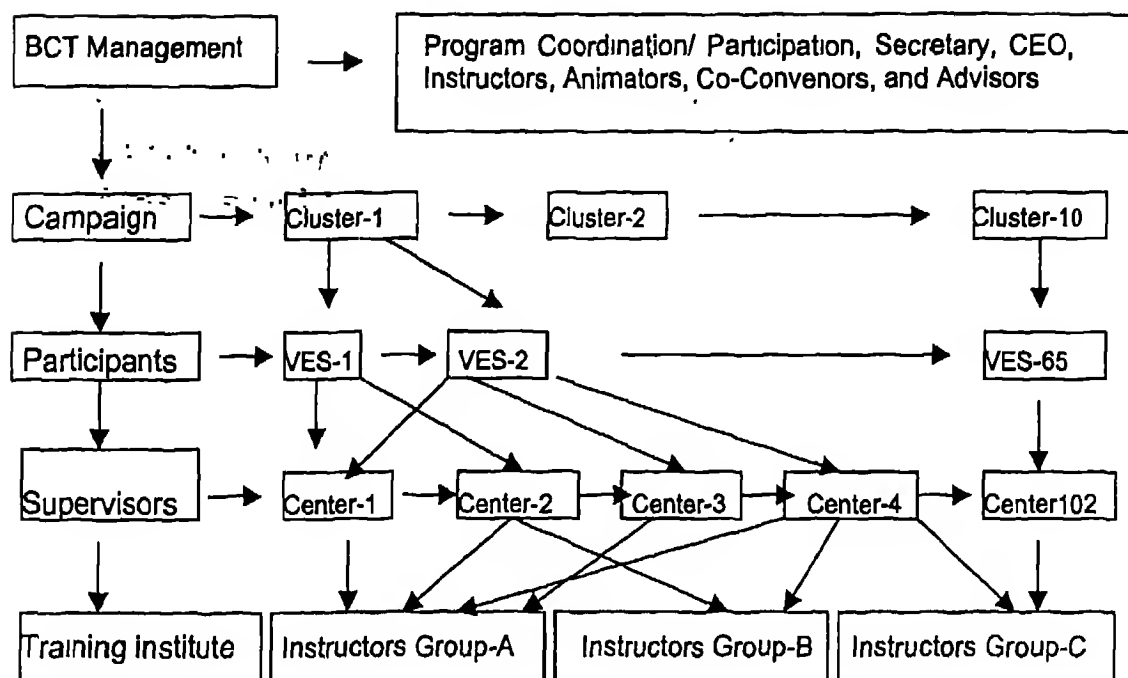 BCT Management
Program Coordination/ Participation, Secretary, CEO,
Instructors, Animators, Co-Convenors, and Advisors
Campaign
Cluster-1
Cluster-2
Cluster-10
Participants
VES-1
VES-2
VES-65
Supervisors
Center-1
Center-2
Center-3
Center-4
Center102
Training institute
Instructors Group-A
Instructors Group-B
Instructors Group-C